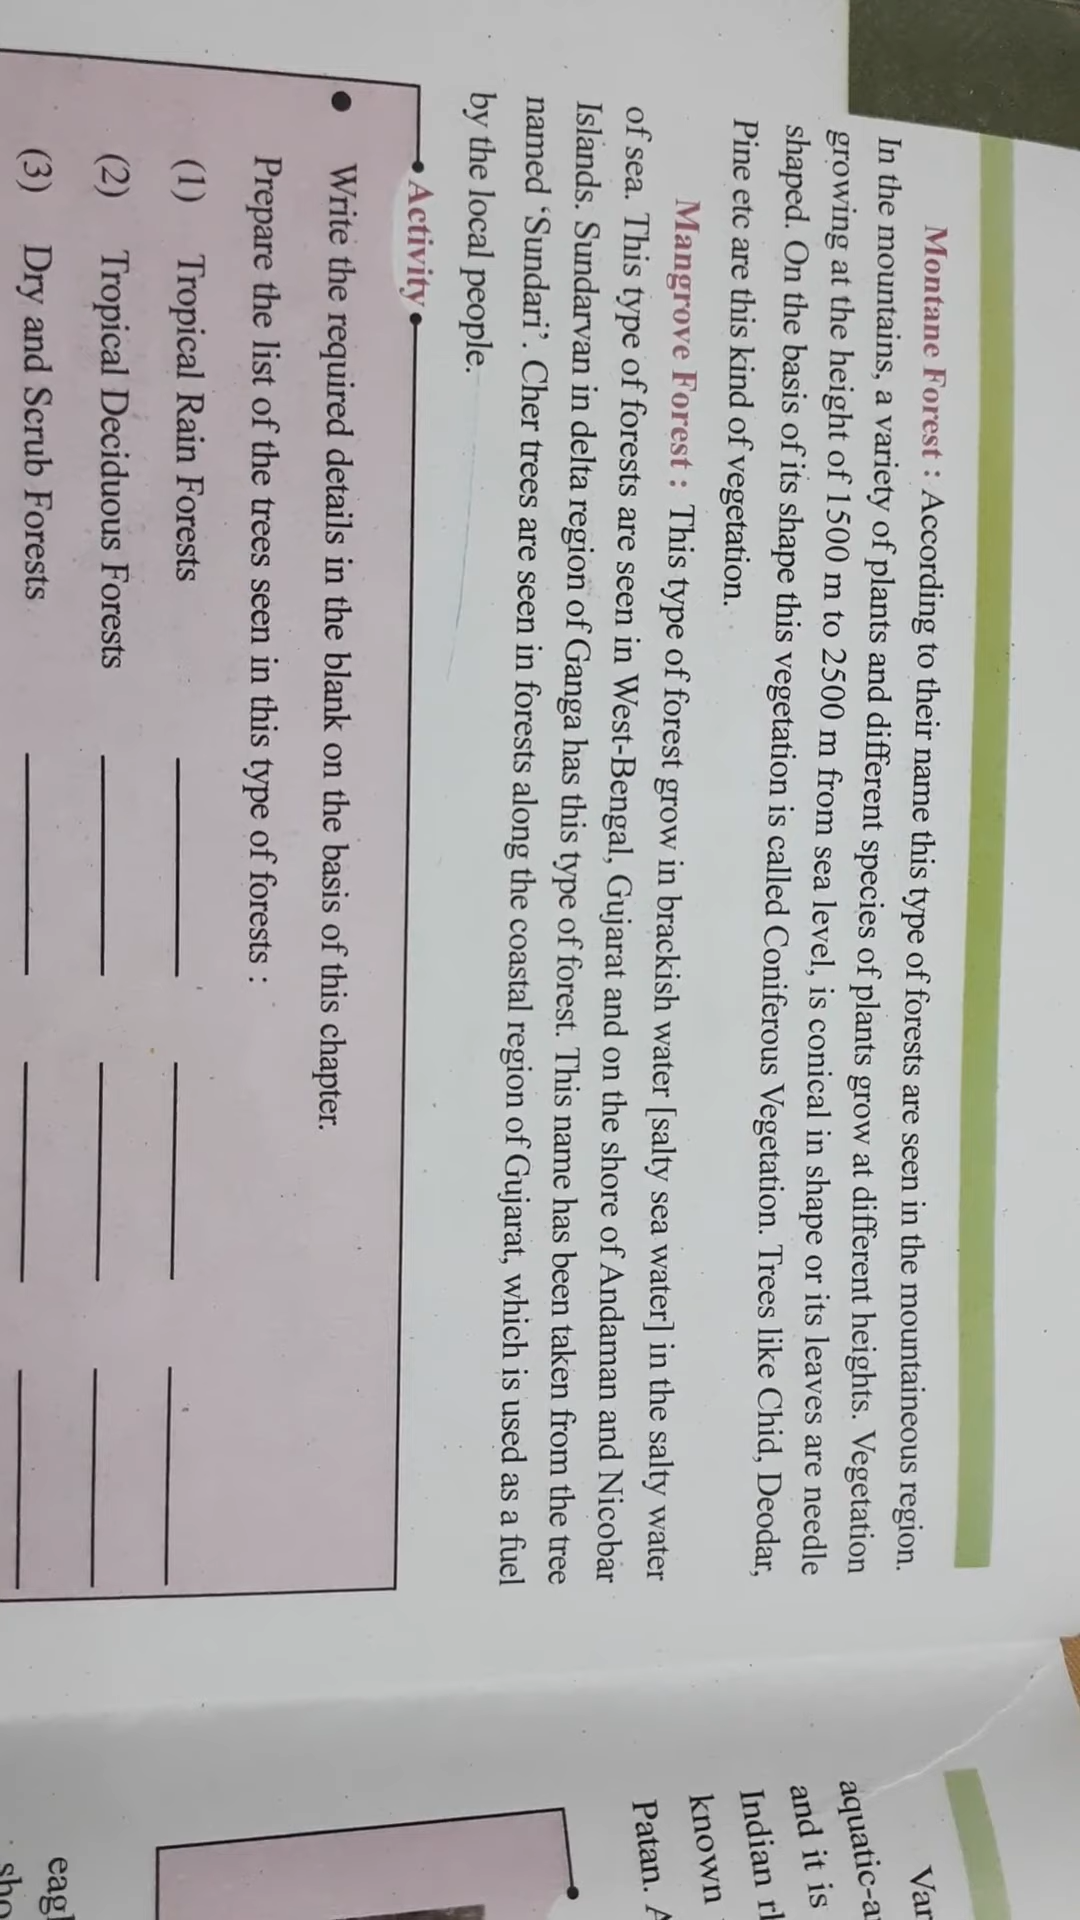 Montane Forest : According to their name this type of forests are seen in the mountaineous region.
In the mountains, a variety of plants and different species of plants grow at different heights. Vegetation
growing at the height of 1500 m to 2500 m from sea level, is conical in shape or its leaves are needle
shaped. On the basis of its shape this vegetation is called Coniferous Vegetation. Trees like Chid, Deodar,
Pine etc are this kind of vegetation.
Mangrove Forest : This type of forest grow in brackish water [salty sea water] in the salty water
of sea. This type of forests are seen in West-Bengal, Gujarat and on the shore of Andaman and Nicobar
Islands. Sundarvan in delta region of Ganga has this type of forest. This name has been taken from the tree
named ‘Sundari’. Cher trees are seen in forests along the coastal region of Gujarat, which is used as a fuel
by the local people.
Activity
• Write the required details in the blank on the basis of this chapter.
Prepare the list of the trees seen in this type of forests :
(1) Tropical Rain Forests
(2) Tropical Deciduous Forests
(3) Dry and Scrub Forests
and it is
known
Patan.